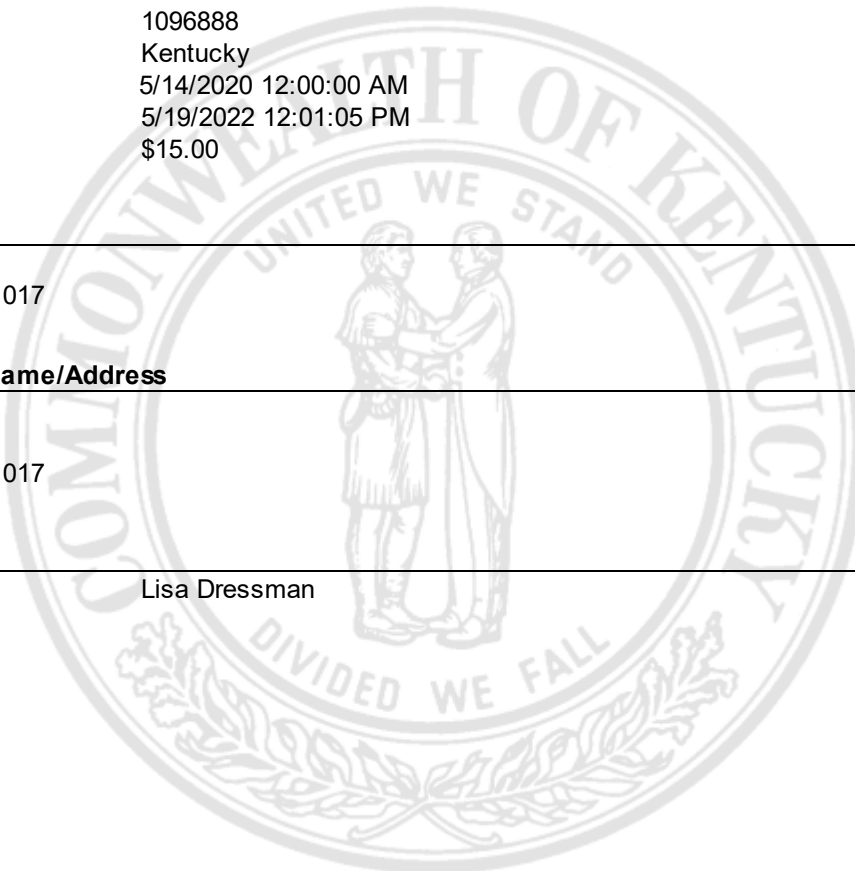 1096888
Kentucky
5/14/2020 12:00:00 AM
5/19/2022 12:01:05 PM
$15.00
COMMONWEALTH OF KENTUCKY
UNITED WE STAND
017
ame/Address
017
Lisa Dressman
DIVIDED WE FALL